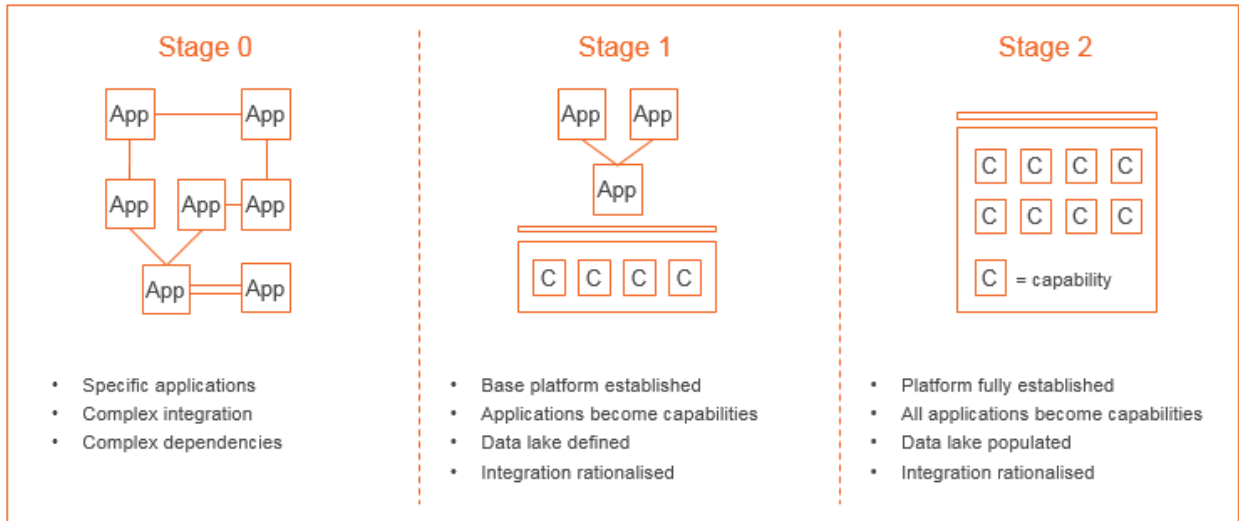 Stage 0
App
App
App
App
App
App
App
• Specific applications
• Complex integration
• Complex dependencies
Stage 1
App
App
App
C
C
C
C
• Base platform established
• Applications become capabilities
• Data lake defined
• Integration rationalised
Stage 2
C
C
C
C
C
C
C
C
C = capability
• Platform fully established
• All applications become capabilities
• Data lake populated
• Integration rationalised